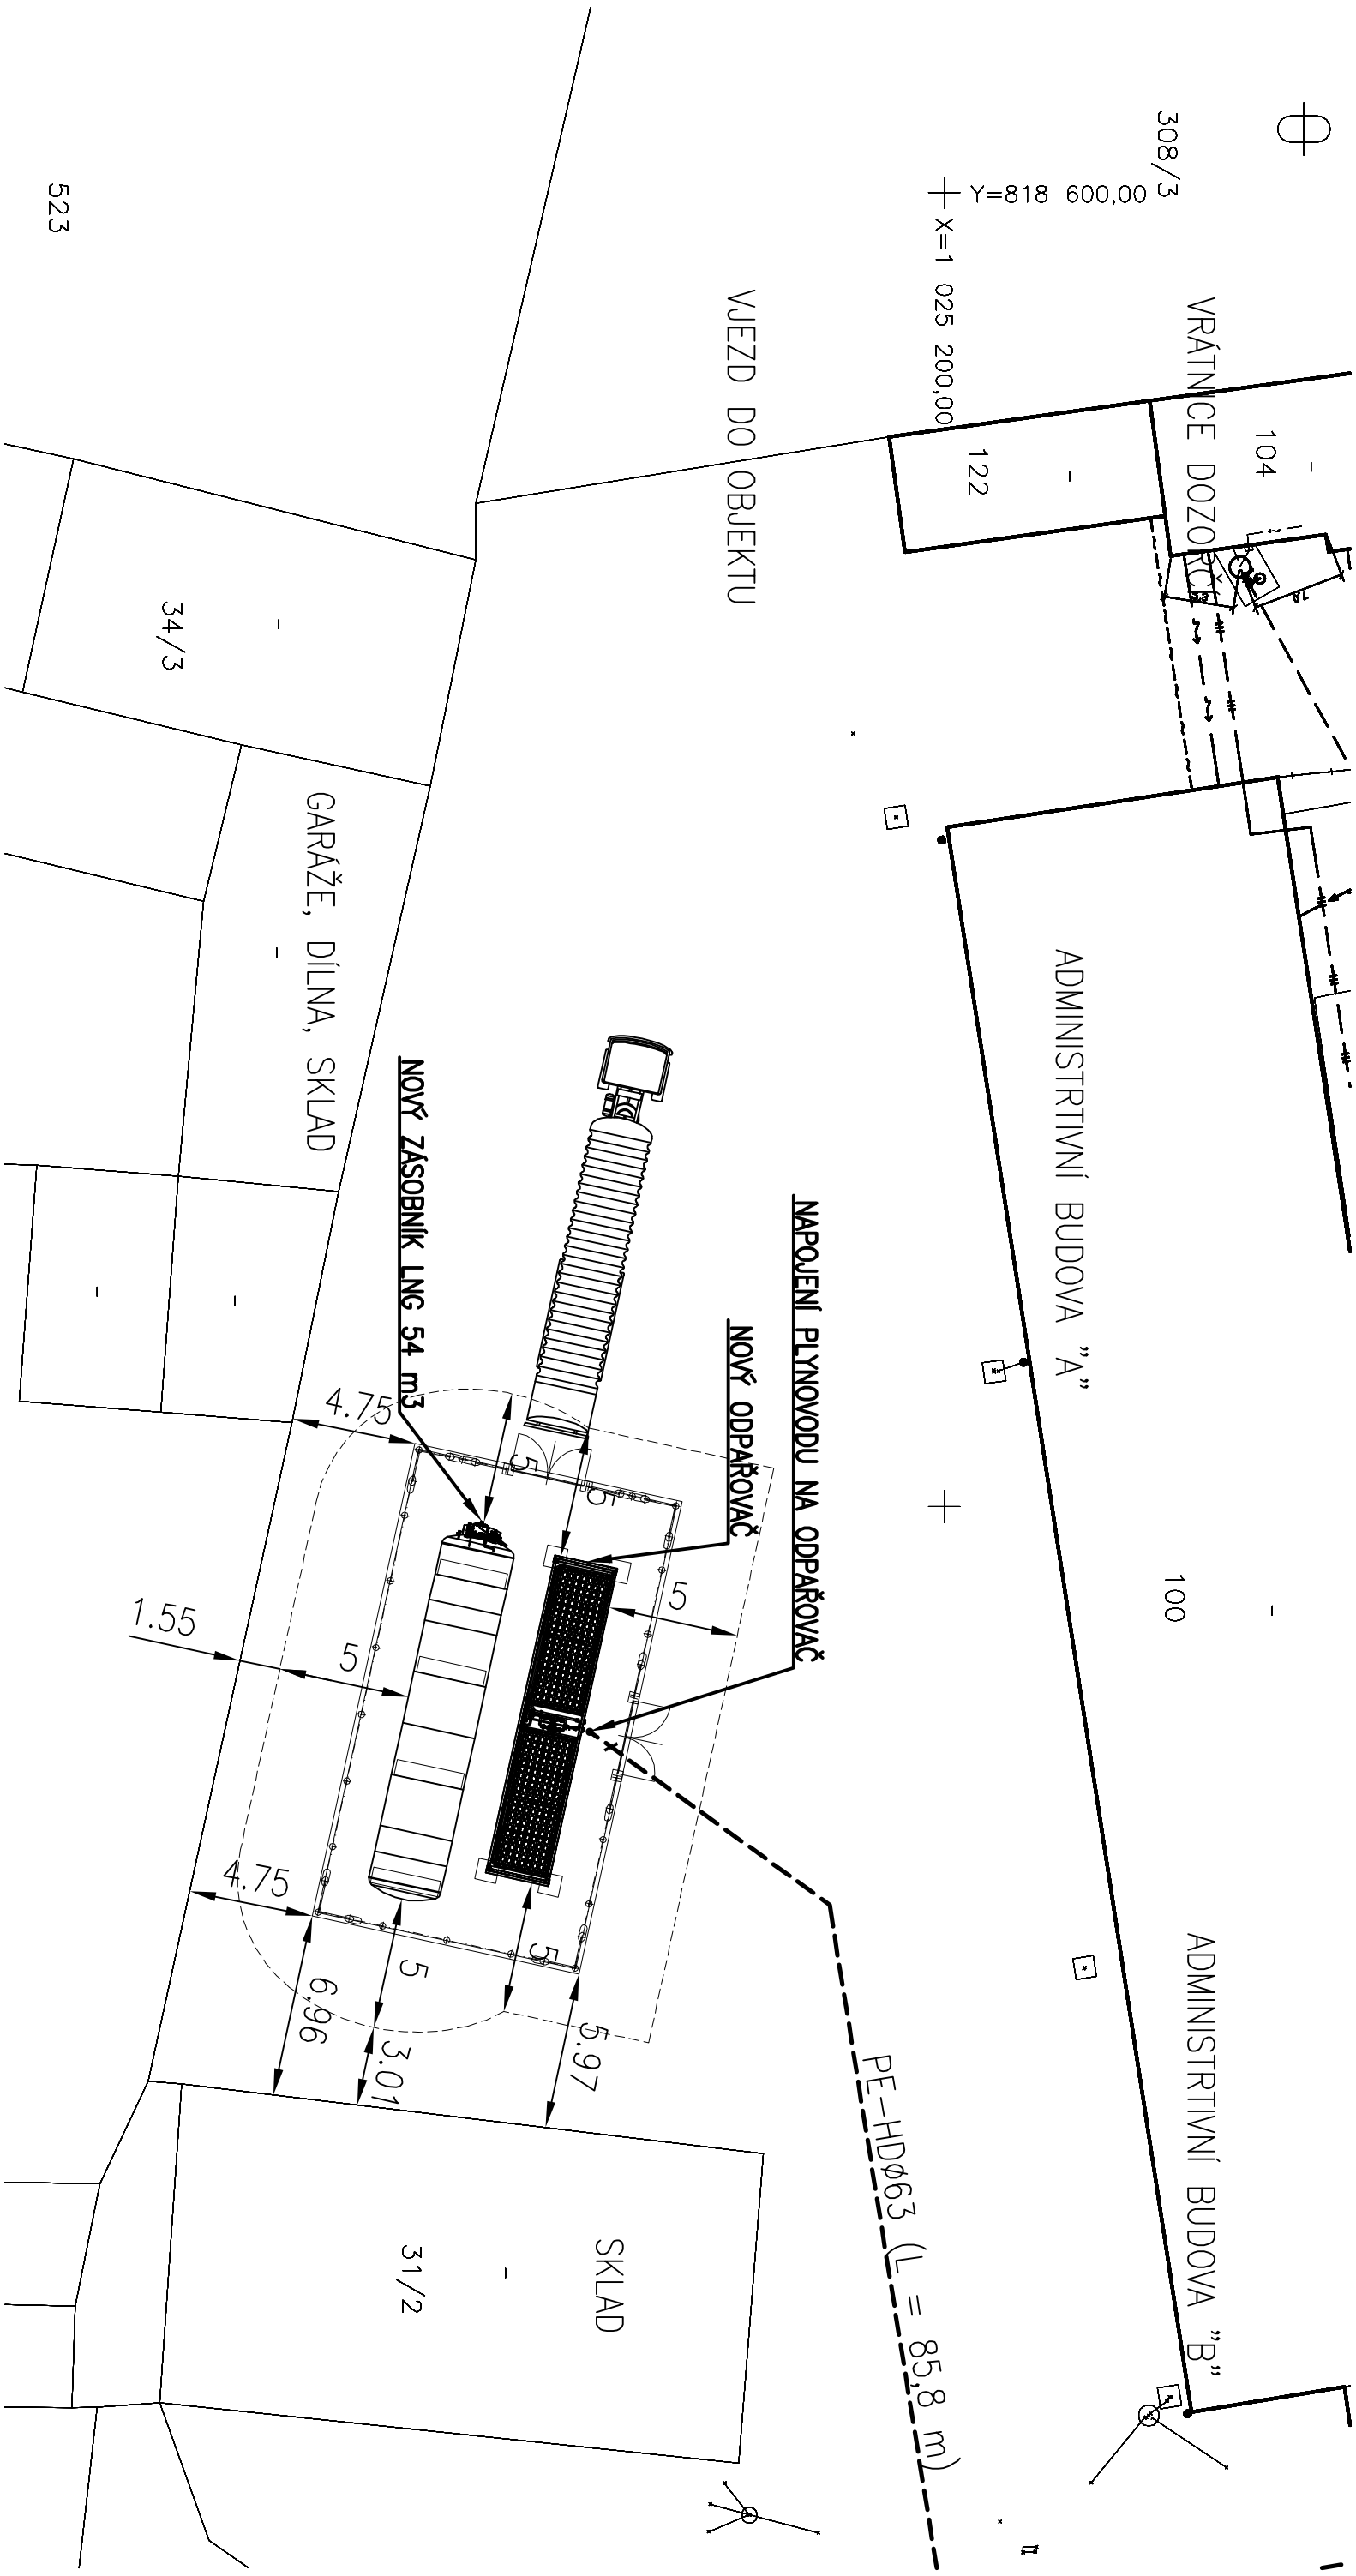 308/3
Y=818 600,00
X=1 025 200,00
VRÁTNICE DOZORCI
104
-
122
-
VJEZD DO OBJEKTU
523
34/3
-
GARÁŽE, DÍLNA, SKLAD
-
-
-
ADMINISTRTIVNÍ BUDOVA "A"
100
-
ADMINISTRTIVNÍ BUDOVA "B"
NAPOJENÍ PLYNOVODU NA ODPAŘOVAČ
NOVÝ ODPAŘOVAČ
NOVÝ ZÁSOBNÍK LNG 54 m3
4.75
5
5
5
1.55
5
4.75
6.96
5
3.01
5
5.97
PE-HDØ63 (L = 85,8 m)
SKLAD
-
31/2